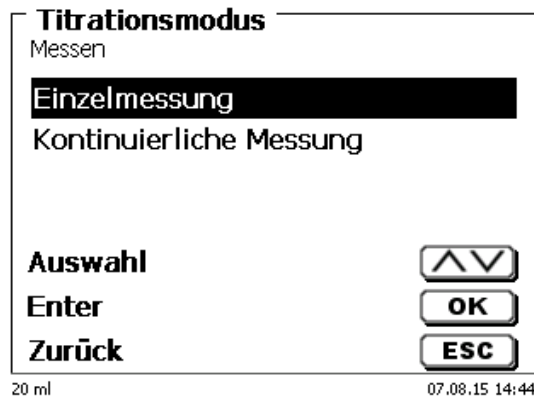 Titrationsmodus
Messen
Einzelmessung
Kontinuierliche Messung
Auswahl
Enter OK
Zurück ESC
20 ml 07.08.15 14:44